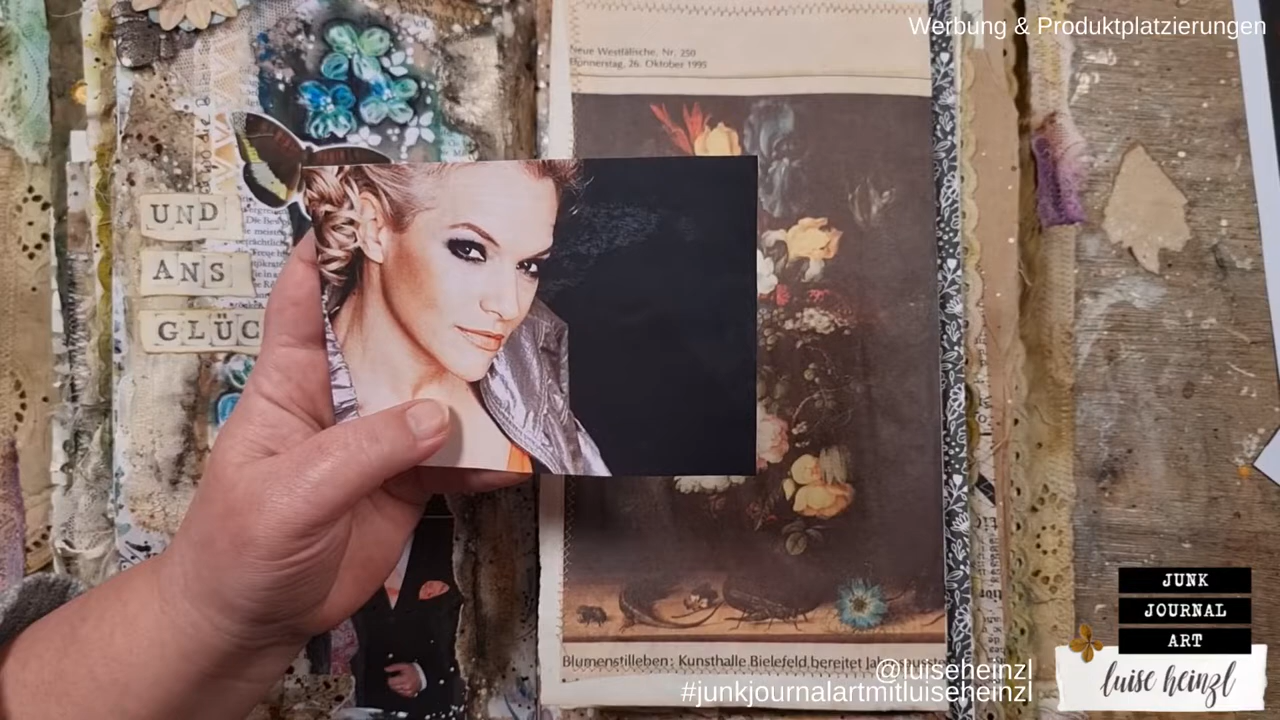 Werbung & Produktplatzierungen
Neue Westfälische, Nr. 250
Donnerstag, 26. Oktober 1995
UND
ANS
GLÜC
Blumenstilleben: Kunsthalle Bielefeld bereitet
@luiseheinzl
#junkjournalartmitluiseheinzl
JUNK
JOURNAL
ART
luise heinzl